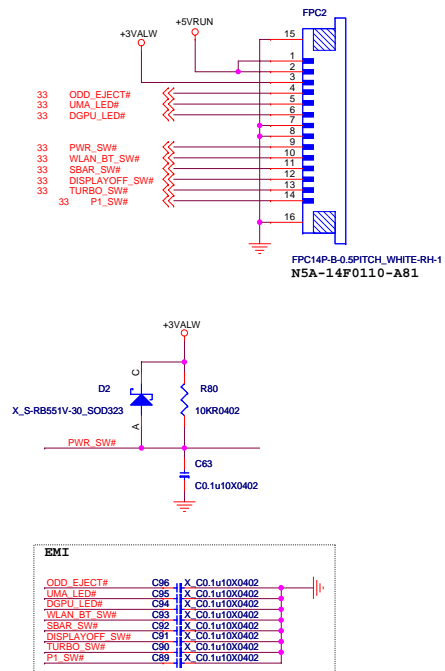 FPC2
+5VRUN
+3VALW
15
1
2
3
33 ODD_EJECT# 4
33 UMA_LED# 5
33 DGPU_LED# 6
7
8
33 PWR_SW# 9
33 WLAN_BT_SW# 10
33 SBAR_SW# 11
33 DISPLAYOFF_SW# 12
33 TURBO_SW# 13
33 P1_SW# 14
16
FPC14P-B-0.5PITCH_WHITE-RH-1
N5A-14F0110-A81
+3VALW
C
D2 R80
X_S-RB551V-30_SOD323 10KR0402
A
PWR_SW#
C63
C0.1u10X0402
EMI
ODD_EJECT# C96 X_C0.1u10X0402
UMA_LED# C95 X_C0.1u10X0402
DGPU_LED# C94 X_C0.1u10X0402
WLAN_BT_SW# C93 X_C0.1u10X0402
SBAR_SW# C92 X_C0.1u10X0402
DISPLAYOFF_SW# C91 X_C0.1u10X0402
TURBO_SW# C90 X_C0.1u10X0402
P1_SW# C89 X_C0.1u10X0402